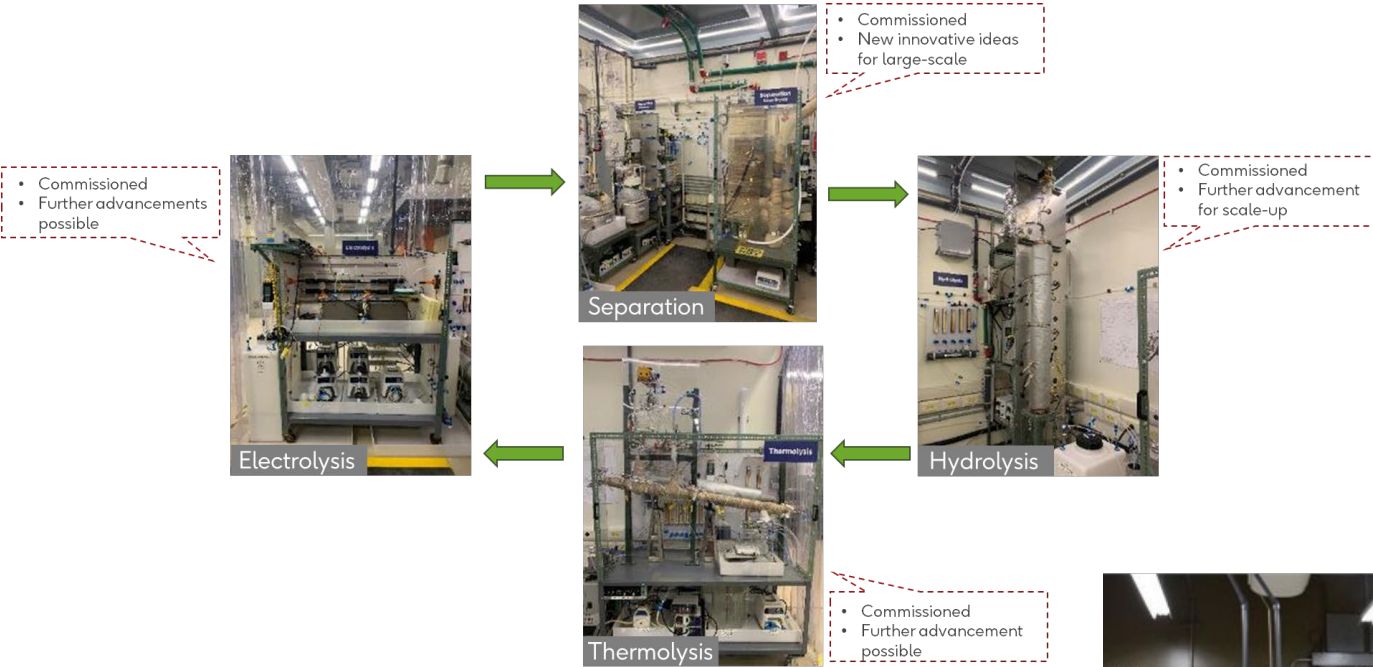 • Commissioned
• New innovative ideas
for large-scale
Separation
• Commissioned
• Further advancements
possible
Electrolysis
• Commissioned
• Further advancement
for scale-up
Hydrolysis
Thermolysis
Thermolysis
• Commissioned
• Further advancement
possible